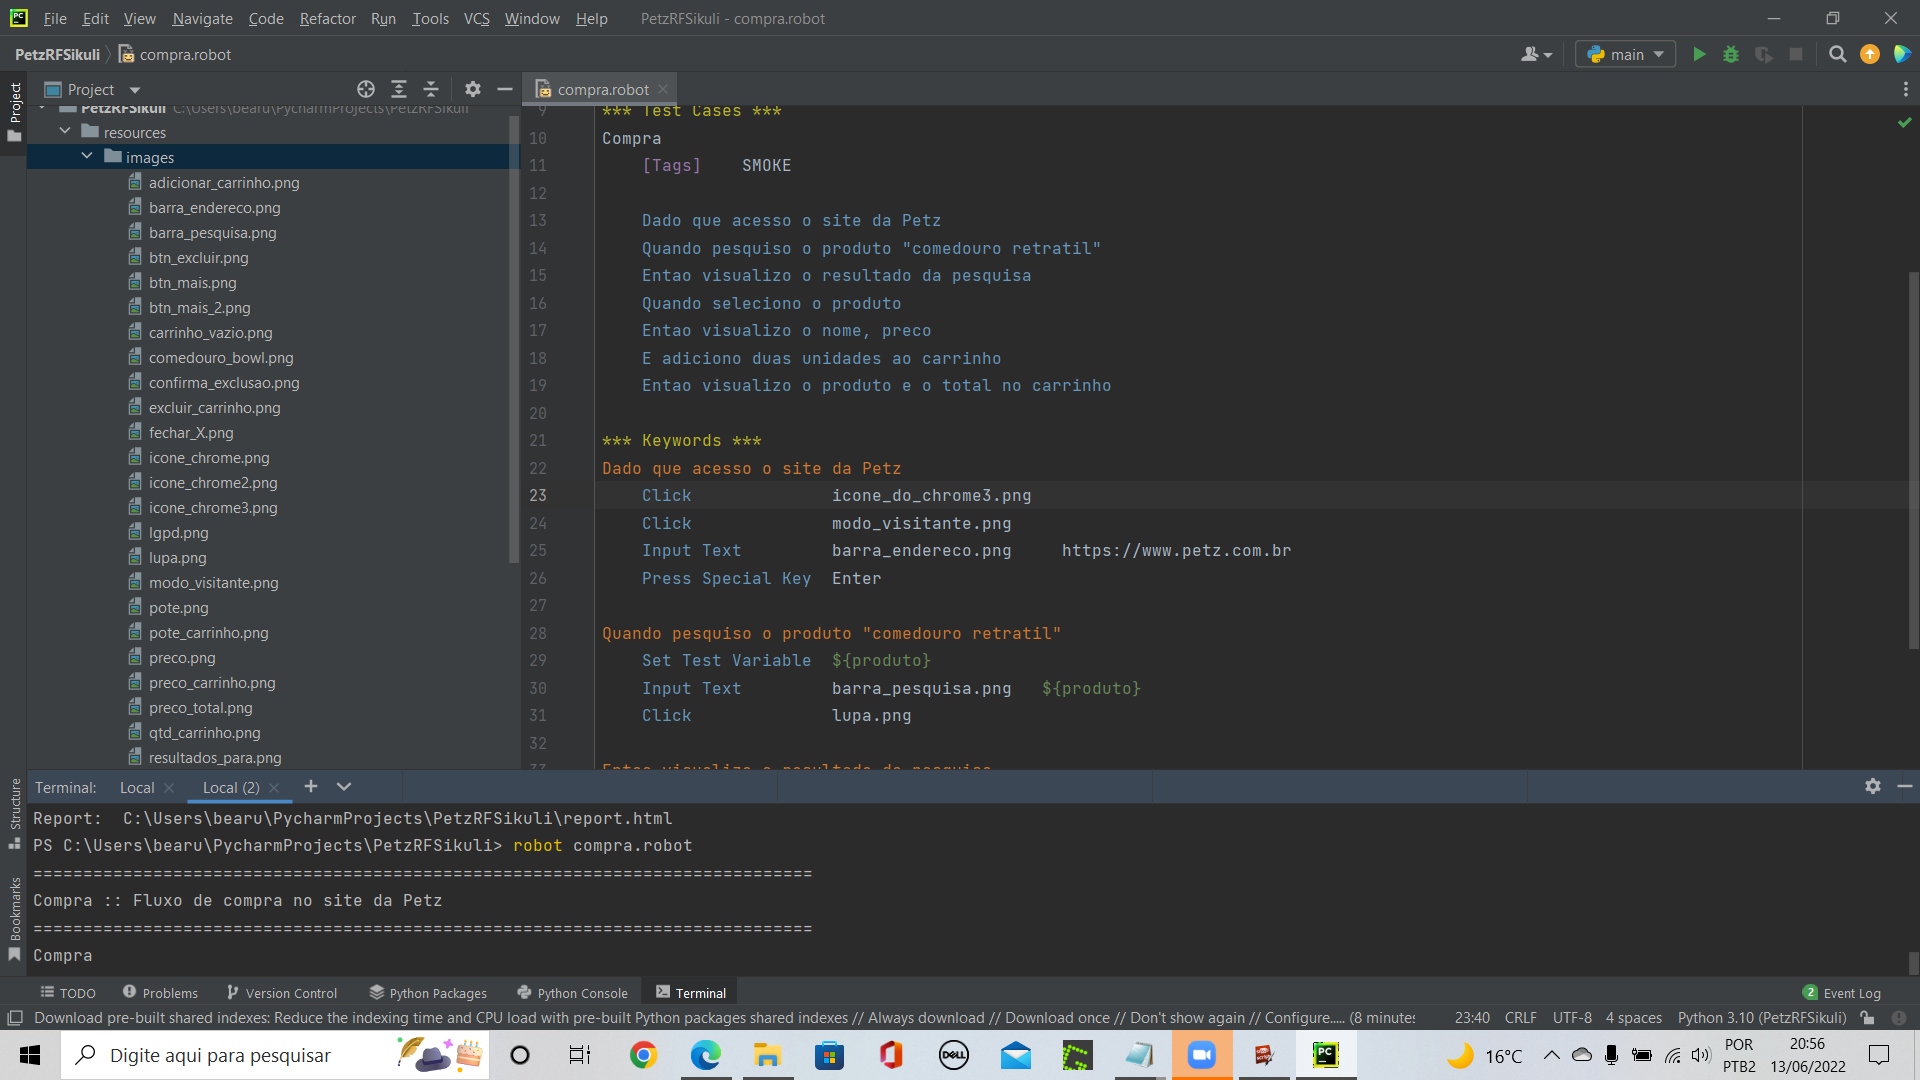 File Edit View Navigate Code Refactor Run Tools VCS Window Help PetzRFSikuli - compra.robot
PetzRFSikuli compra.robot main
Project
Project
compra.robot
PetzRFSikuli C:\Users\bearu\PycharmProjects\PetzRFSikuli
resources
images
adicionar_carrinho.png
barra_endereco.png
barra_pesquisa.png
btn_excluir.png
btn_mais.png
btn_mais_2.png
carrinho_vazio.png
comedouro_bowl.png
confirma_exclusao.png
excluir_carrinho.png
fechar_X.png
icone_chrome.png
icone_chrome2.png
icone_chrome3.png
lgpd.png
lupa.png
modo_visitante.png
pote.png
pote_carrinho.png
preco.png
preco_carrinho.png
preco_total.png
qtd_carrinho.png
resultados_para.png
9 *** Test Cases ***
10 Compra
11 [Tags] SMOKE
12
13 Dado que acesso o site da Petz
14 Quando pesquiso o produto "comedouro retratil"
15 Entao visualizo o resultado da pesquisa
16 Quando seleciono o produto
17 Entao visualizo o nome, preco
18 E adiciono duas unidades ao carrinho
19 Entao visualizo o produto e o total no carrinho
20
21 *** Keywords ***
22 Dado que acesso o site da Petz
23 Click icone_do_chrome3.png
24 Click modo_visitante.png
25 Input Text barra_endereco.png https://www.petz.com.br
26 Press Special Key Enter
27
28 Quando pesquiso o produto "comedouro retratil"
29 Set Test Variable ${produto}
30 Input Text barra_pesquisa.png ${produto}
31 Click lupa.png
32
33 Entao visualizo o resultado da pesquisa
Structure
Bookmarks
Terminal: Local Local (2)
Report: C:\Users\bearu\PycharmProjects\PetzRFSikuli\report.html
PS C:\Users\bearu\PycharmProjects\PetzRFSikuli> robot compra.robot
==============================================================================
Compra :: Fluxo de compra no site da Petz
==============================================================================
Compra
TODO Problems Version Control Python Packages Python Console Terminal 2 Event Log
Download pre-built shared indexes: Reduce the indexing time and CPU load with pre-built Python packages shared indexes // Always download // Download once // Don't show again // Configure..... (8 minutes 23:40 CRLF UTF-8 4 spaces Python 3.10 (PetzRFSikuli)
Digite aqui para pesquisar DELL PC 16°C POR PTB2 20:56 13/06/2022